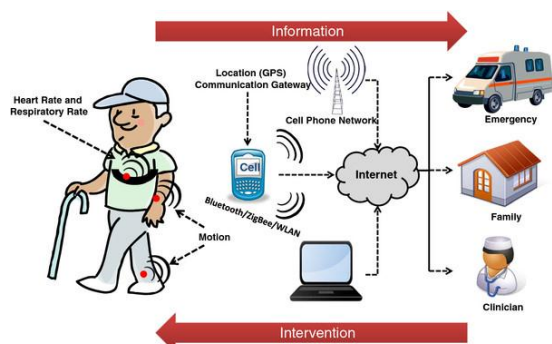 Information
Location (GPS)
Communication Gateway
Heart Rate and
Respiratory Rate
Cell Phone Network
Emergency
Cell
Internet
Bluetooth/ZigBee/WLAN
Family
Motion
Clinician
Intervention